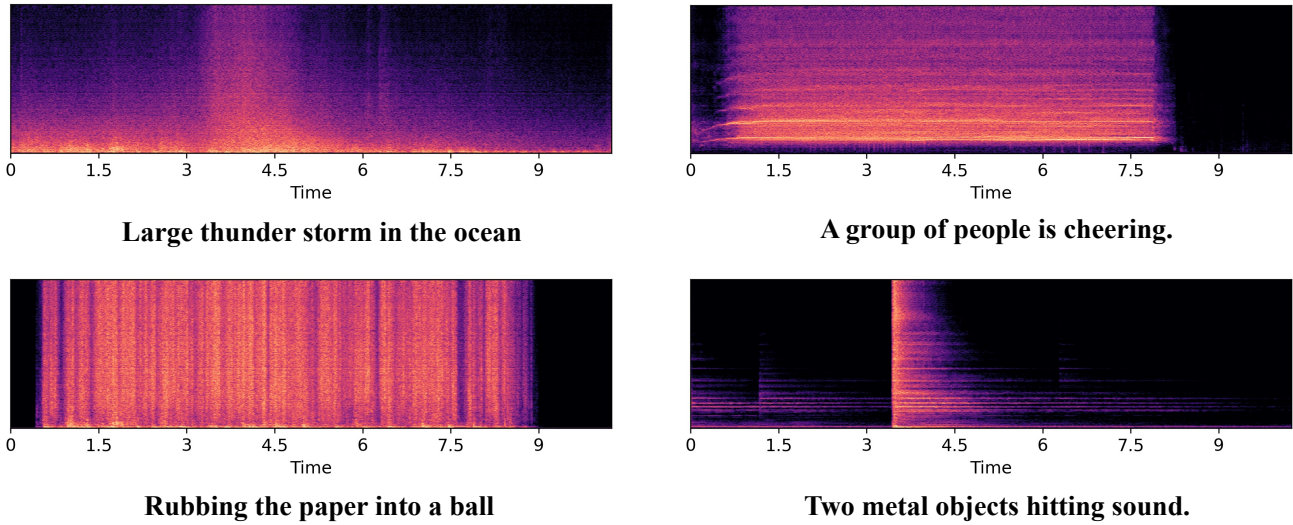 0 1.5 3 4.5 6 7.5 9
Time
Large thunder storm in the ocean
0 1.5 3 4.5 6 7.5 9
Time
A group of people is cheering.
0 1.5 3 4.5 6 7.5 9
Time
Rubbing the paper into a ball
0 1.5 3 4.5 6 7.5 9
Time
Two metal objects hitting sound.